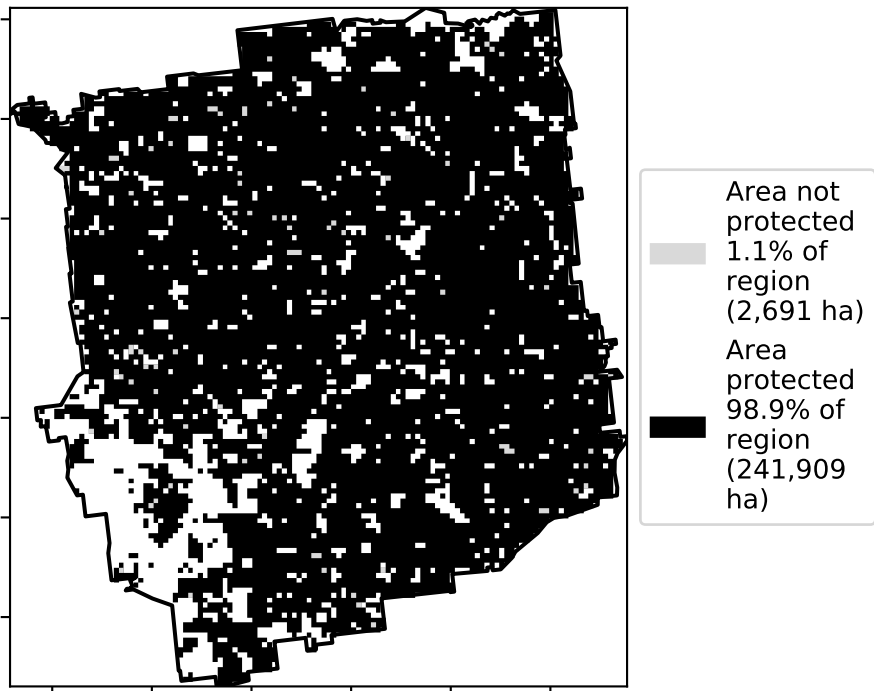 Area not
protected
1.1% of
region
(2,691 ha)
Area
protected
98.9% of
region
(241,909
ha)